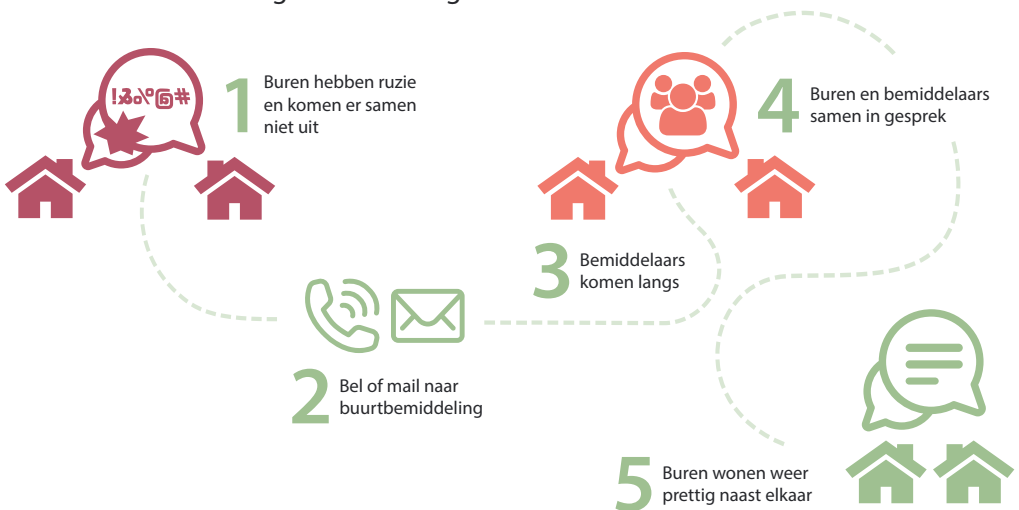 #@%&!
1
Buren hebben ruzie
en komen er samen
niet uit
2
Bel of mail naar
buurtbemiddeling
3
Bemiddelaars
komen langs
4
Buren en bemiddelaars
samen in gesprek
5
Buren wonen weer
prettig naast elkaar